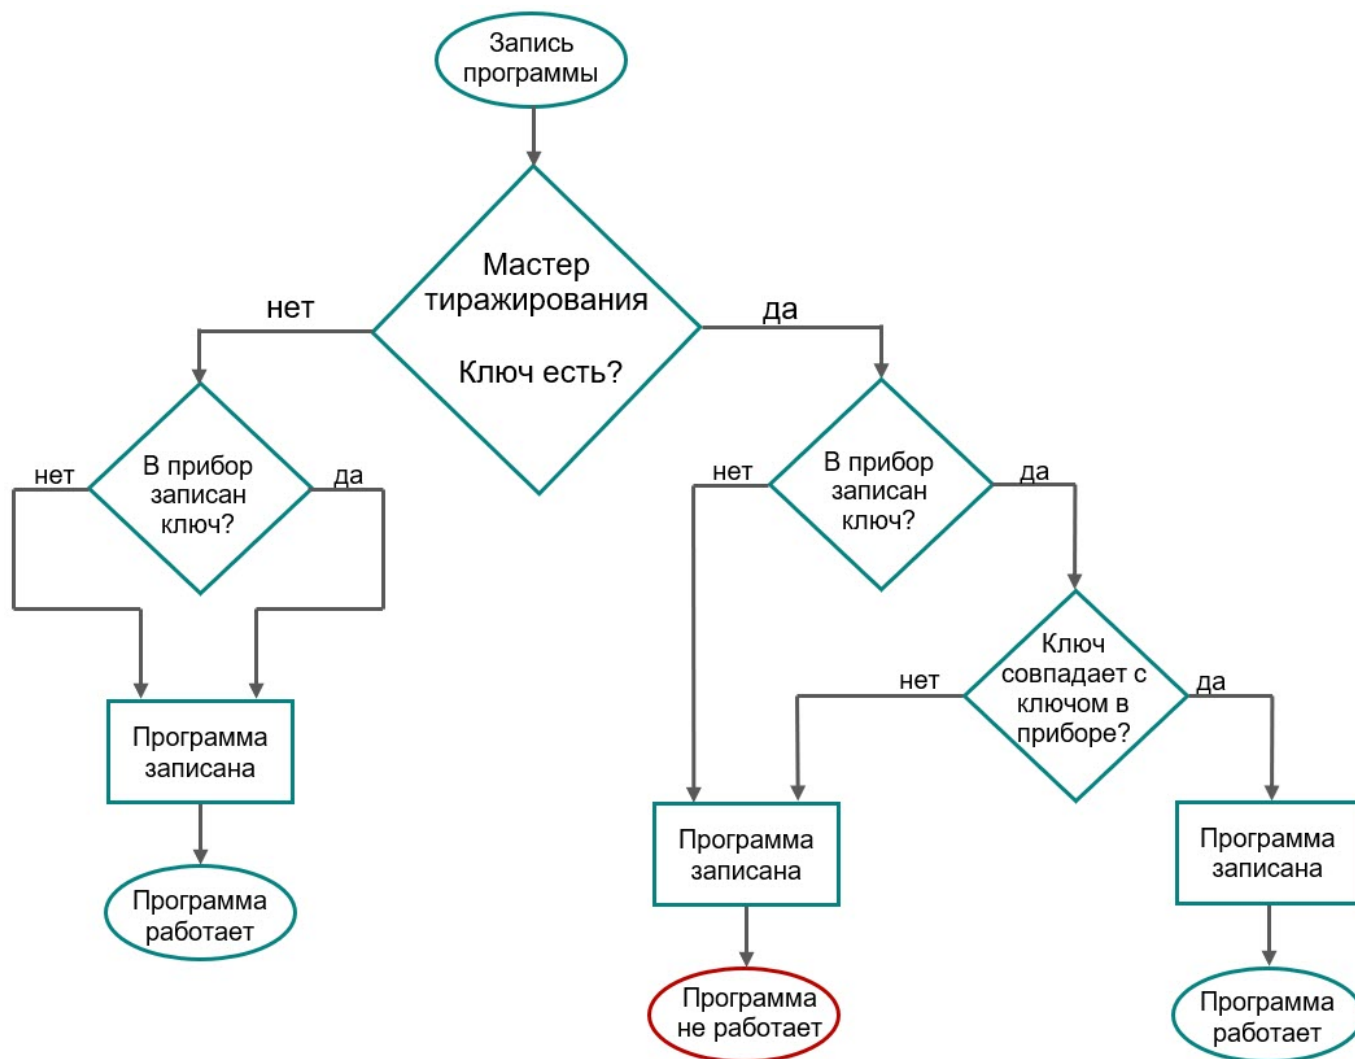 Запись
программы
Мастер
тиражирования
Ключ есть?
нет
да
В прибор
записан
ключ?
нет
да
В прибор
записан
ключ?
нет
да
Ключ
совпадает с
ключом в
приборе?
нет
да
Программа
записана
Программа
записана
Программа
записана
Программа
работает
Программа
не работает
Программа
работает